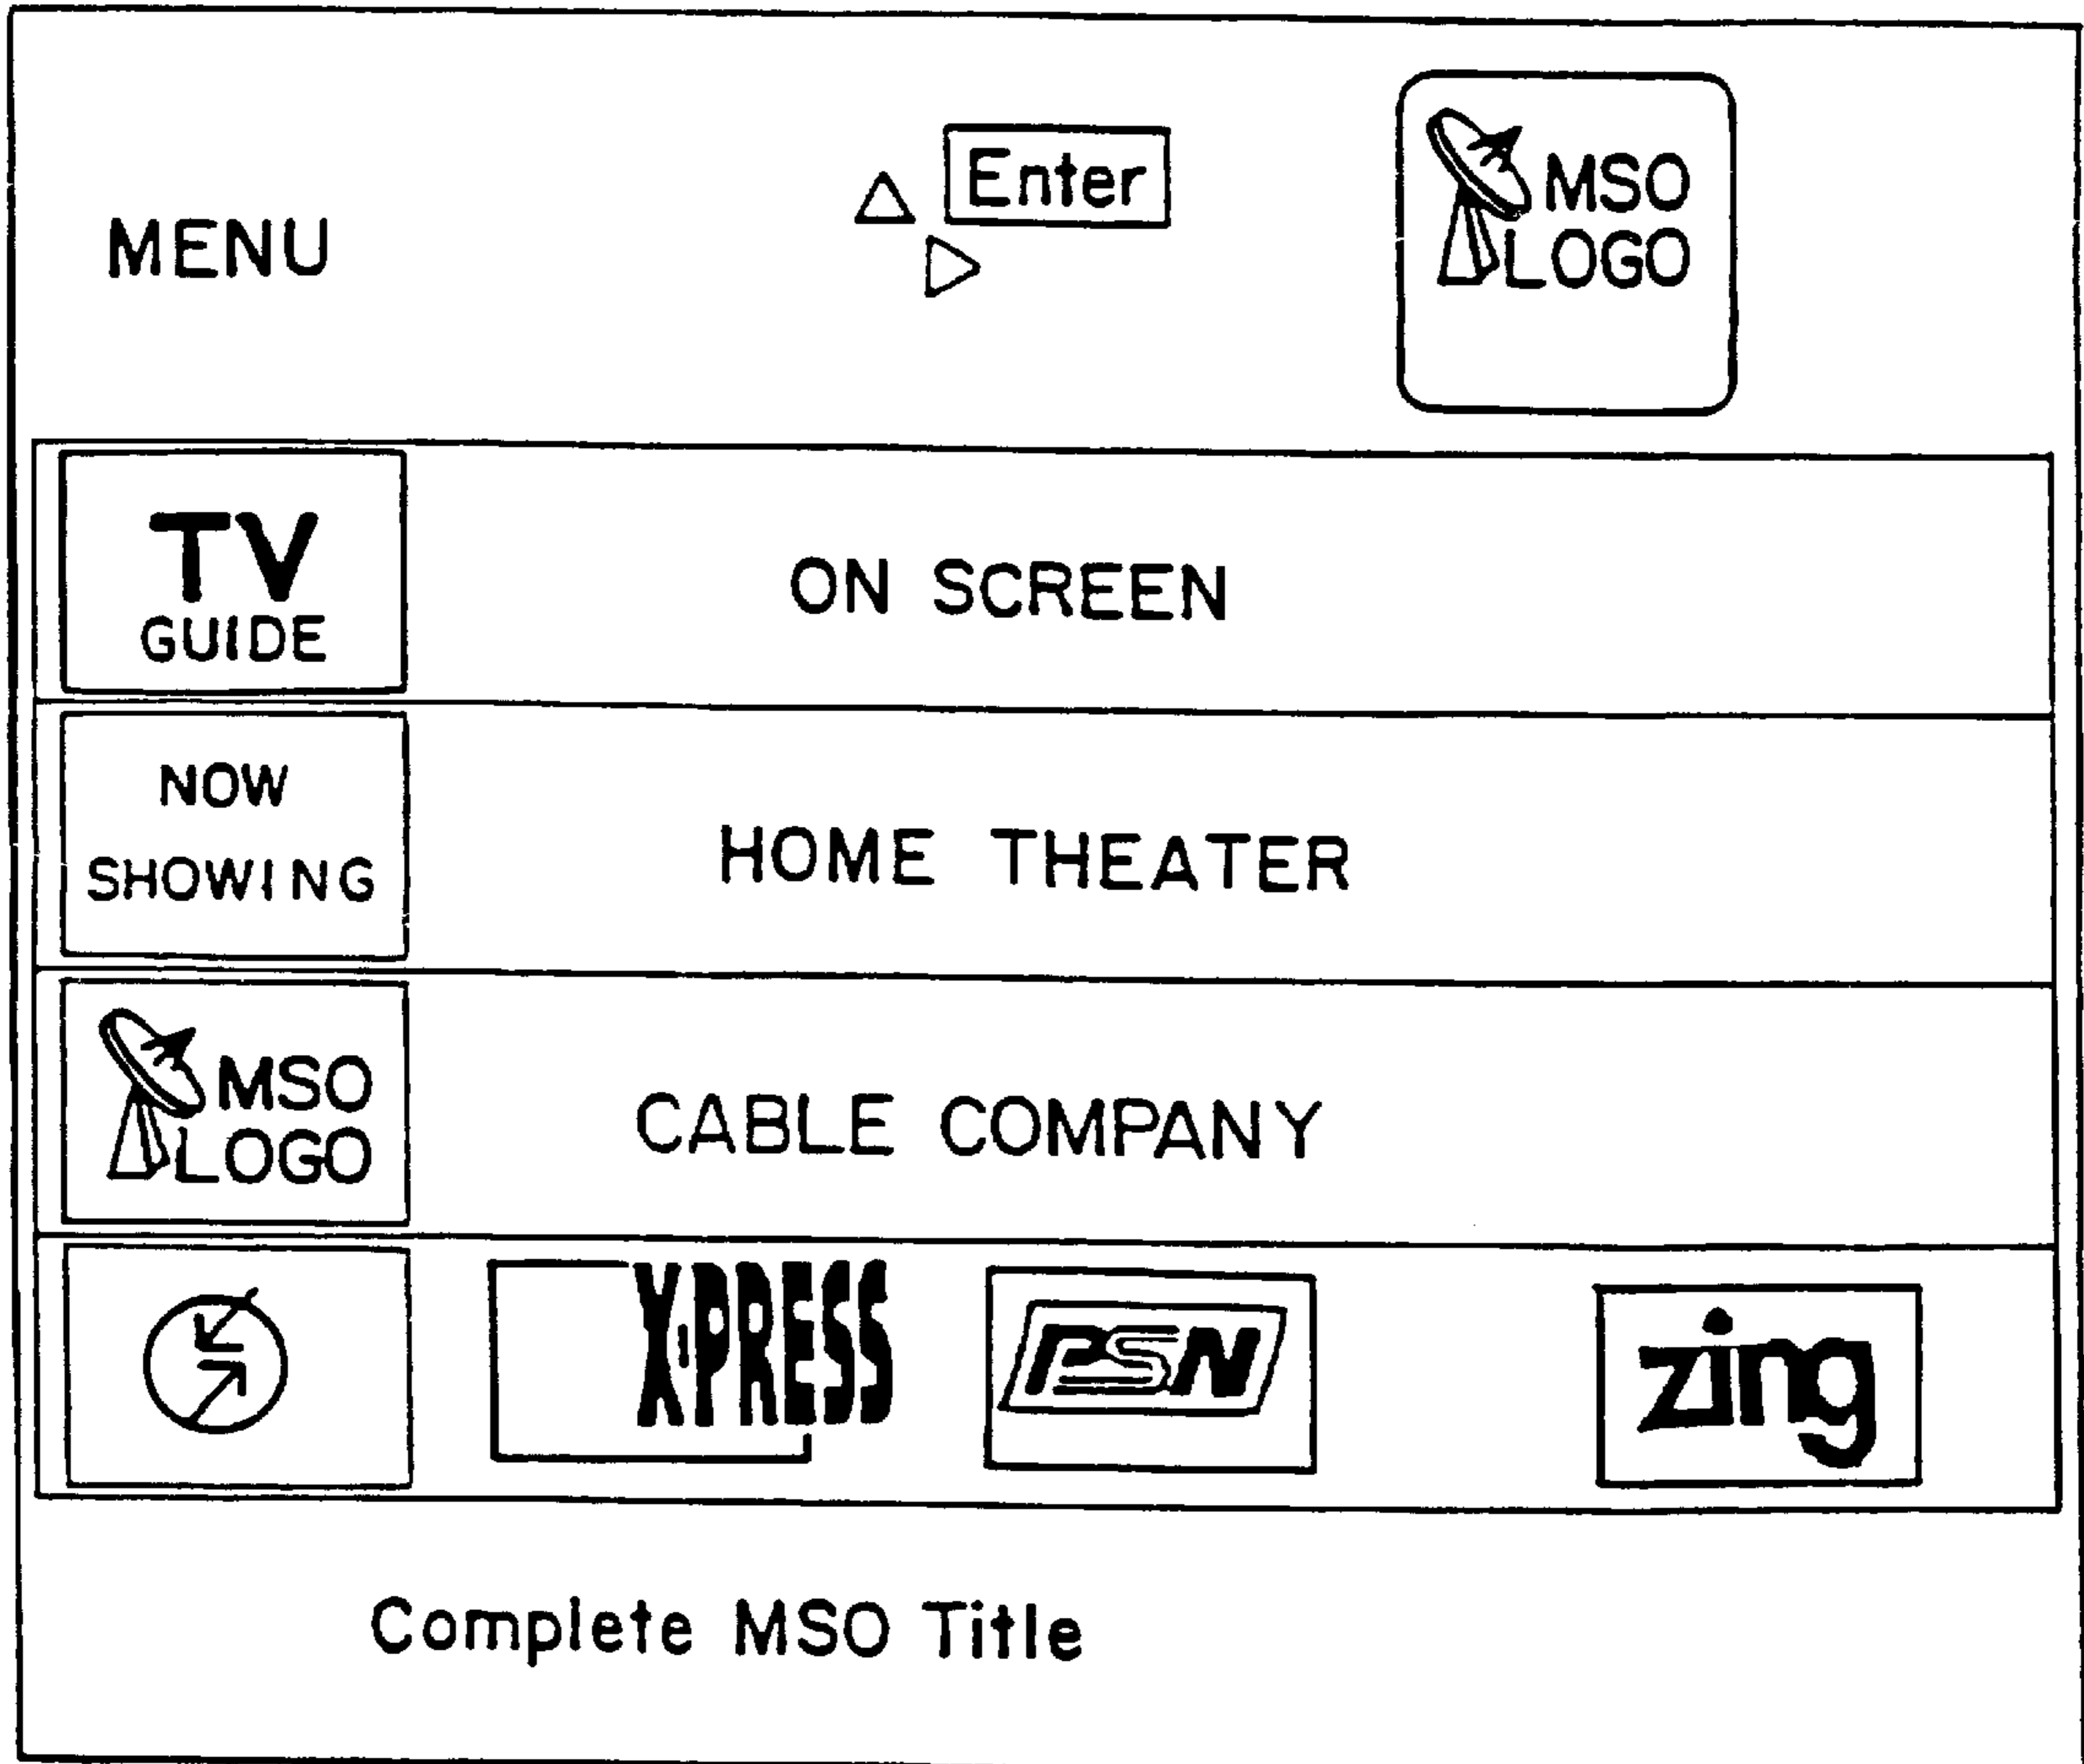 MENU
Enter
MSO
LOGO
TV
GUIDE
ON SCREEN
NOW
SHOWING
HOME THEATER
MSO
LOGO
CABLE COMPANY
X·PRESS
PSN
zing
Complete MSO Title